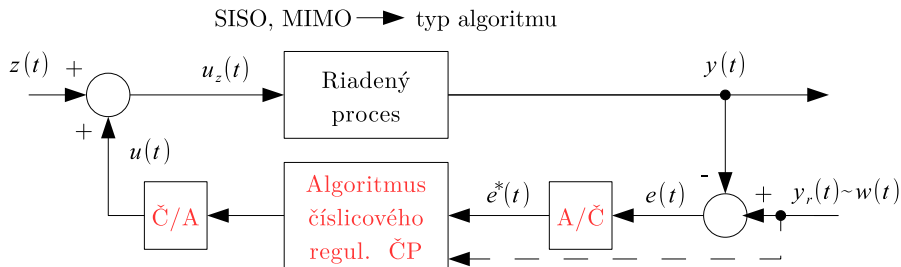 SISO, MIMO → typ algoritmu
z(t) + u_z(t) Riadený y(t)
proces
+
u(t) - +
Č/A Algoritmus e*(t) A/Č e(t) y_r(t)~w(t)
číslicového
regul. ČP